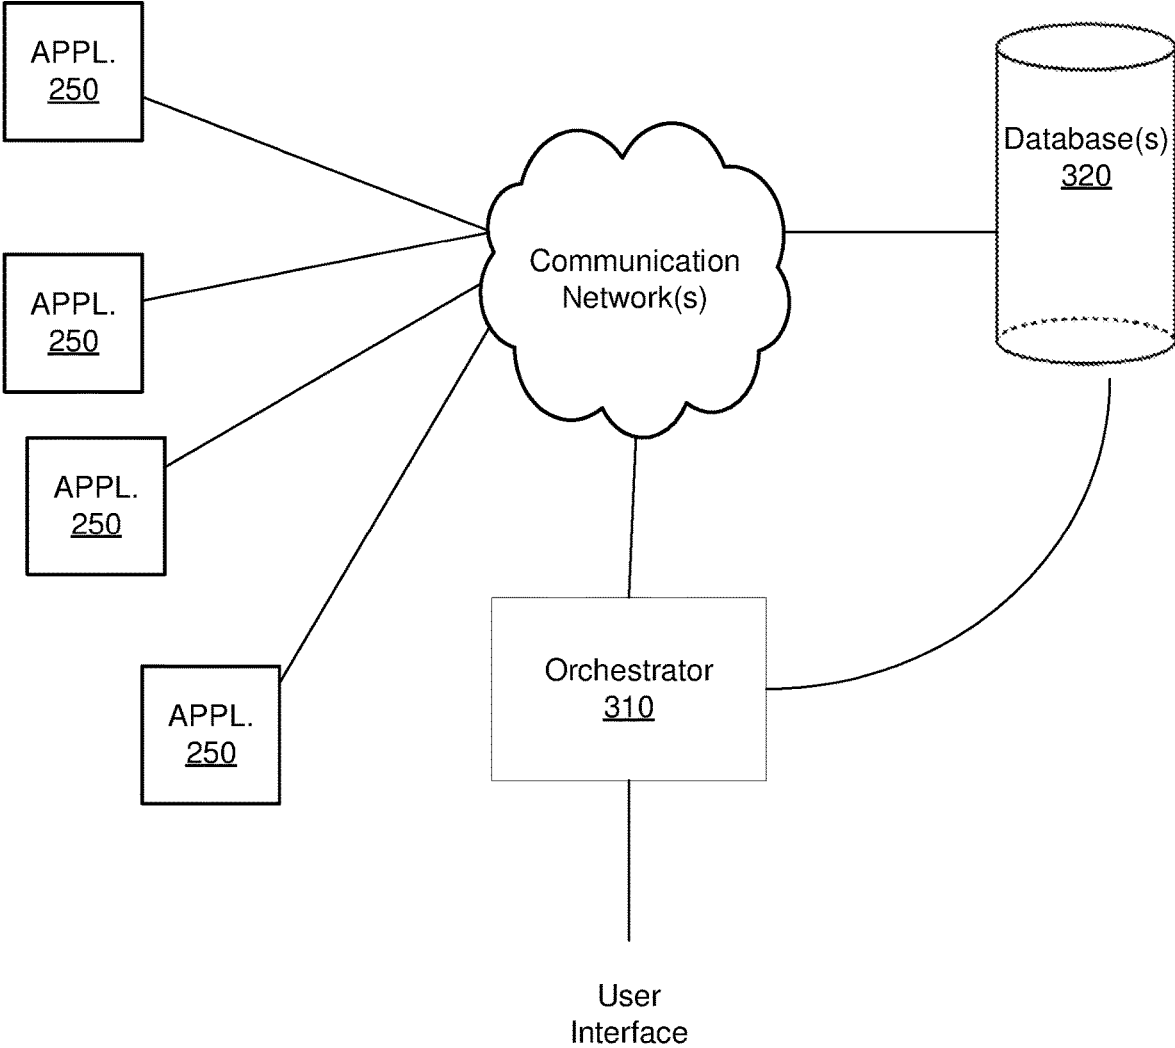 APPL.
250
Database(s)
320
Communication
Network(s)
APPL.
250
APPL.
250
Orchestrator
310
APPL.
250
User
Interface